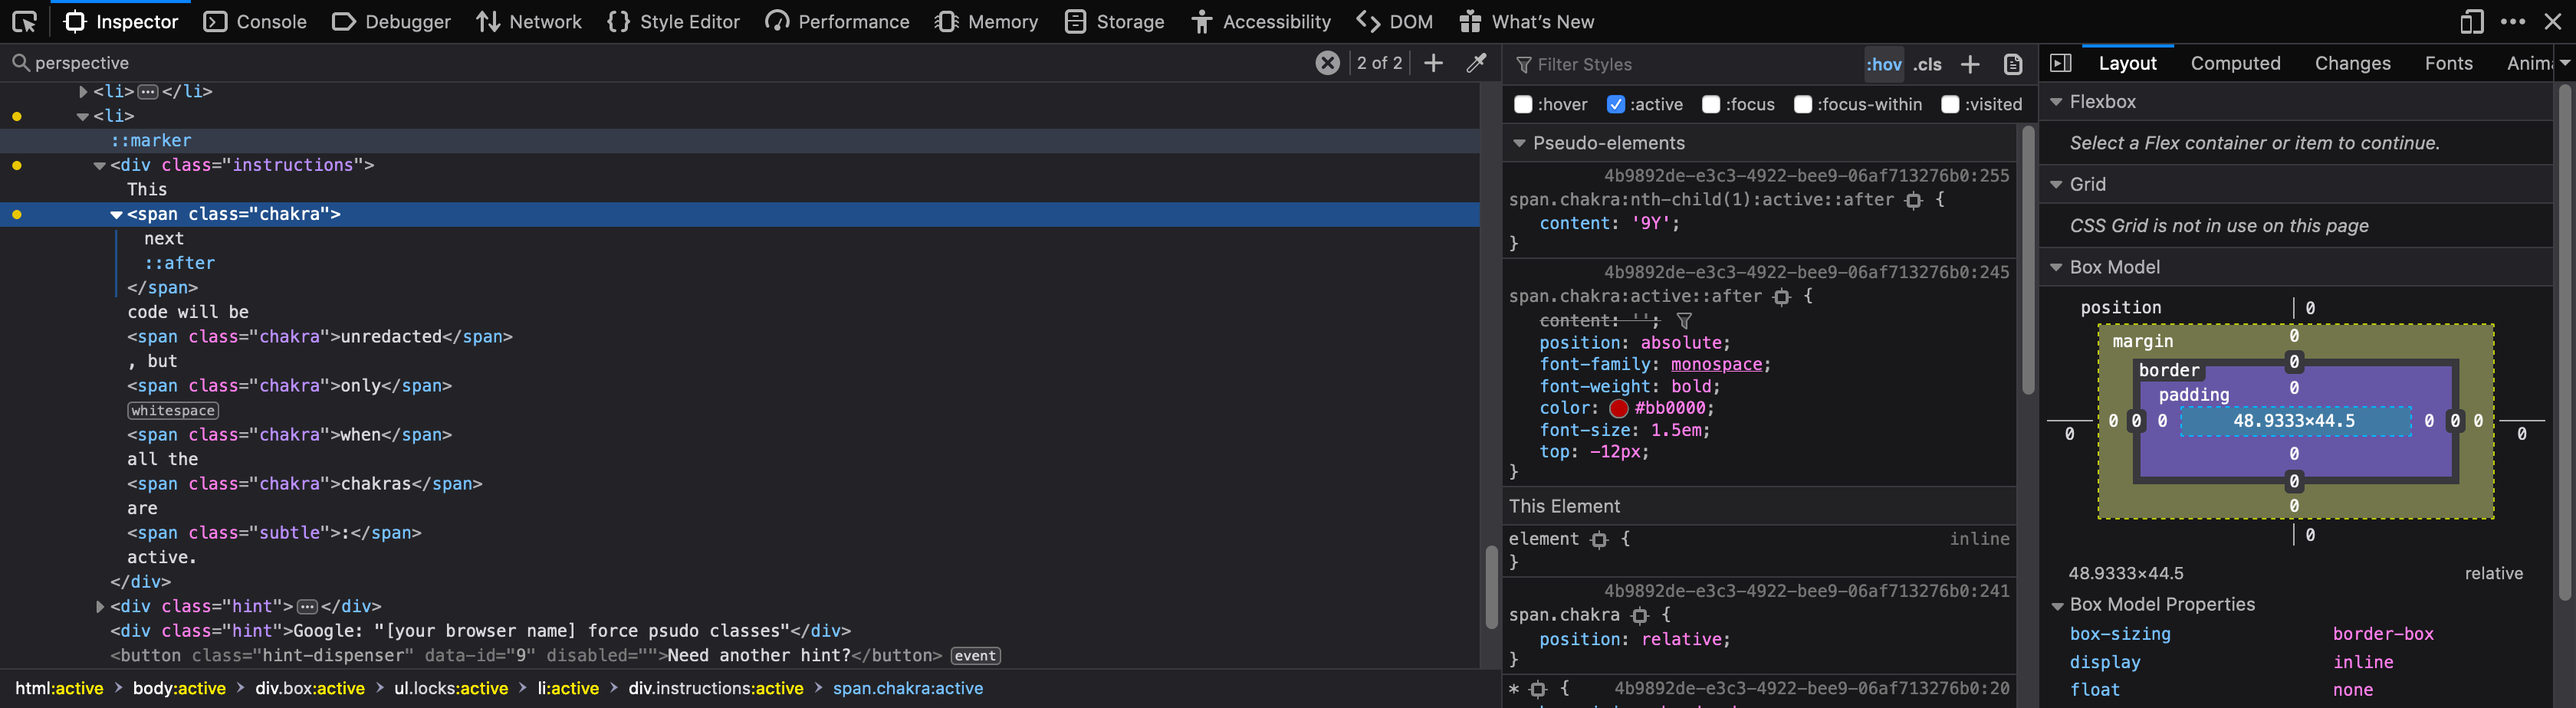 Inspector Console Debugger Network Style Editor Performance Memory Storage Accessibility DOM What's New
perspective 2 of 2
<li>···</li>
<li>
::marker
<div class="instructions">
This
<span class="chakra">
next
::after
</span>
code will be
<span class="chakra">unredacted</span>
, but
<span class="chakra">only</span>
whitespace
<span class="chakra">when</span>
all the
<span class="chakra">chakras</span>
are
<span class="subtle">:</span>
active.
</div>
<div class="hint">···</div>
<div class="hint">Google: "[your browser name] force psudo classes"</div>
<button class="hint-dispenser" data-id="9" disabled="">Need another hint?</button> event
html:active > body:active > div.box:active > ul.locks:active > li:active > div.instructions:active > span.chakra:active
Filter Styles :hov .cls
:hover :active :focus :focus-within :visited
Pseudo-elements
4b9892de-e3c3-4922-bee9-06af713276b0:255
span.chakra:nth-child(1):active::after {
content: '9Y';
}
4b9892de-e3c3-4922-bee9-06af713276b0:245
span.chakra:active::after {
content: '';
position: absolute;
font-family: monospace;
font-weight: bold;
color: #bb0000;
font-size: 1.5em;
top: -12px;
}
This Element
element { inline
}
4b9892de-e3c3-4922-bee9-06af713276b0:241
span.chakra {
position: relative;
}
* { 4b9892de-e3c3-4922-bee9-06af713276b0:20
Layout Computed Changes Fonts Anim
Flexbox
Select a Flex container or item to continue.
Grid
CSS Grid is not in use on this page
Box Model
position 0
margin 0
border 0
padding 0
0 0 0 0 48.9333×44.5 0 0 0 0
0
0
0
0
48.9333×44.5 relative
Box Model Properties
box-sizing border-box
display inline
float none